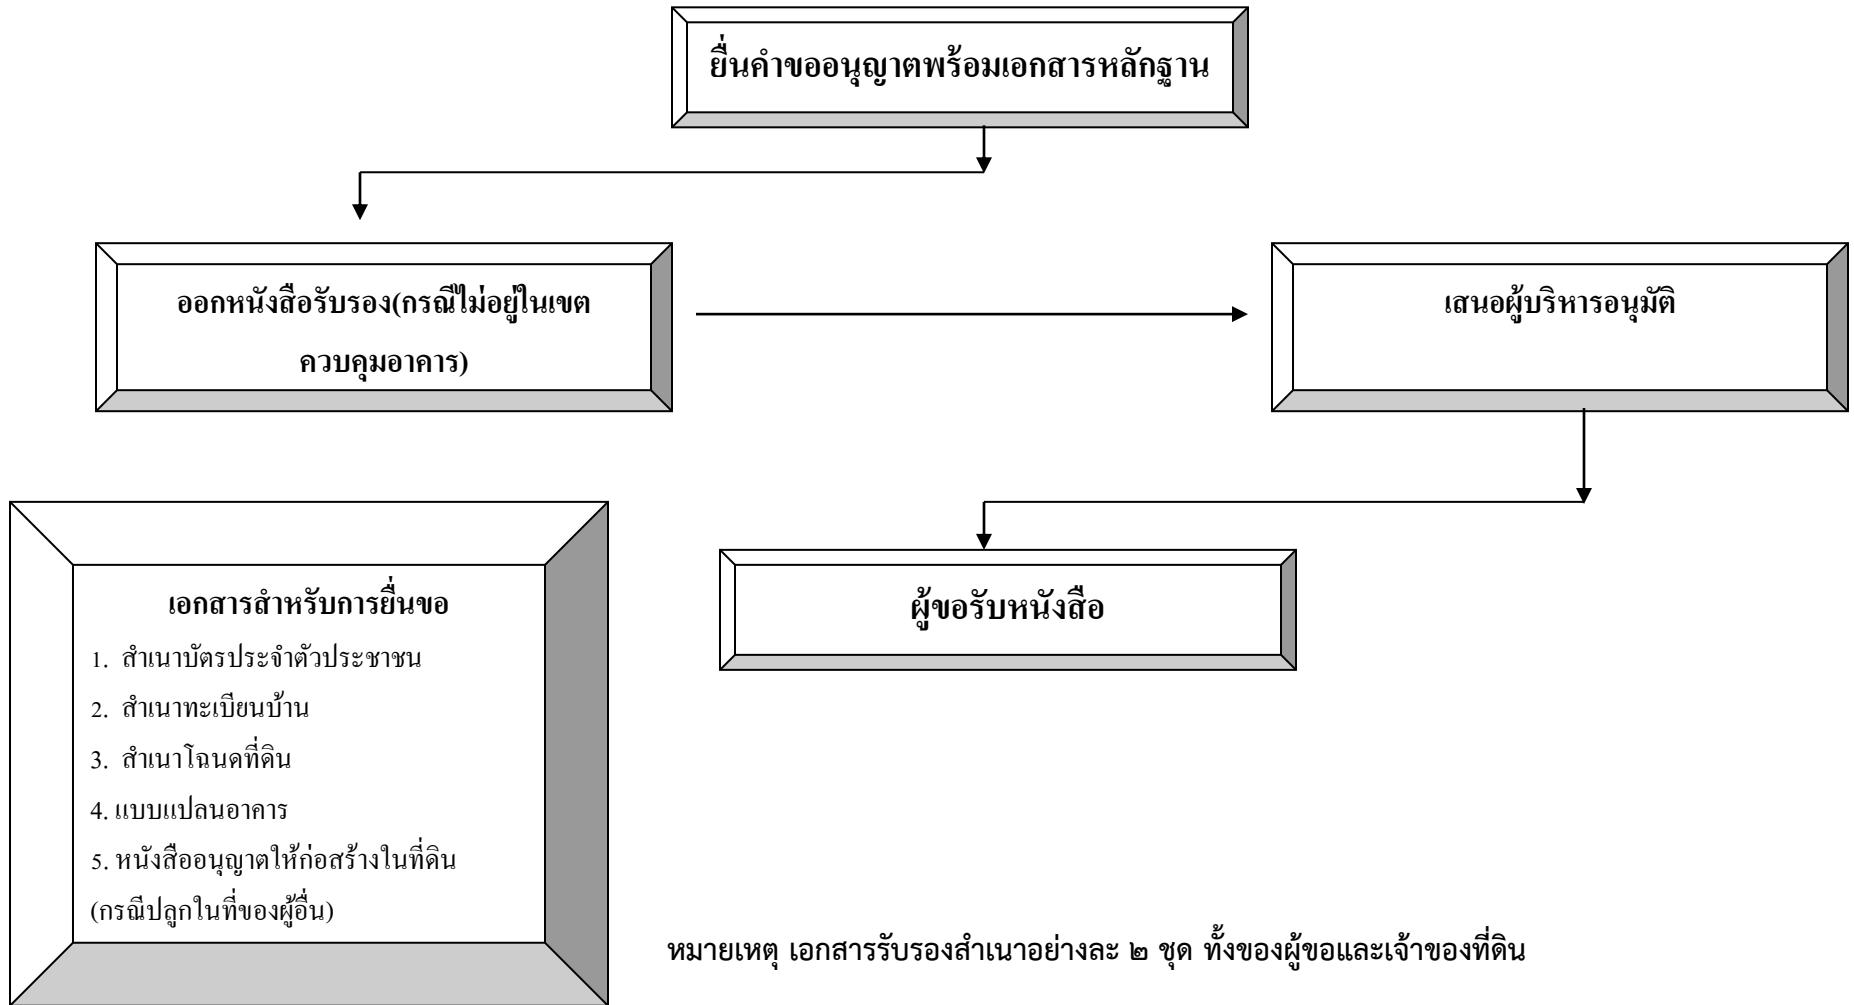 ยื่นคำขออนุญาตพร้อมเอกสารหลักฐาน
ออกหนังสือรับรอง(กรณีไม่อยู่ในเขต
ควบคุมอาคาร)
เสนอผู้บริหารอนุมัติ
ผู้ขอรับหนังสือ
เอกสารสำหรับการยื่นขอ
1. สำเนาบัตรประจำตัวประชาชน
2. สำเนาทะเบียนบ้าน
3. สำเนาโฉนดที่ดิน
4. แบบแปลนอาคาร
5. หนังสืออนุญาตให้ก่อสร้างในที่ดิน
(กรณีปลูกในที่ของผู้อื่น)
หมายเหตุ เอกสารรับรองสำเนาอย่างละ ๒ ชุด ทั้งของผู้ขอและเจ้าของที่ดิน